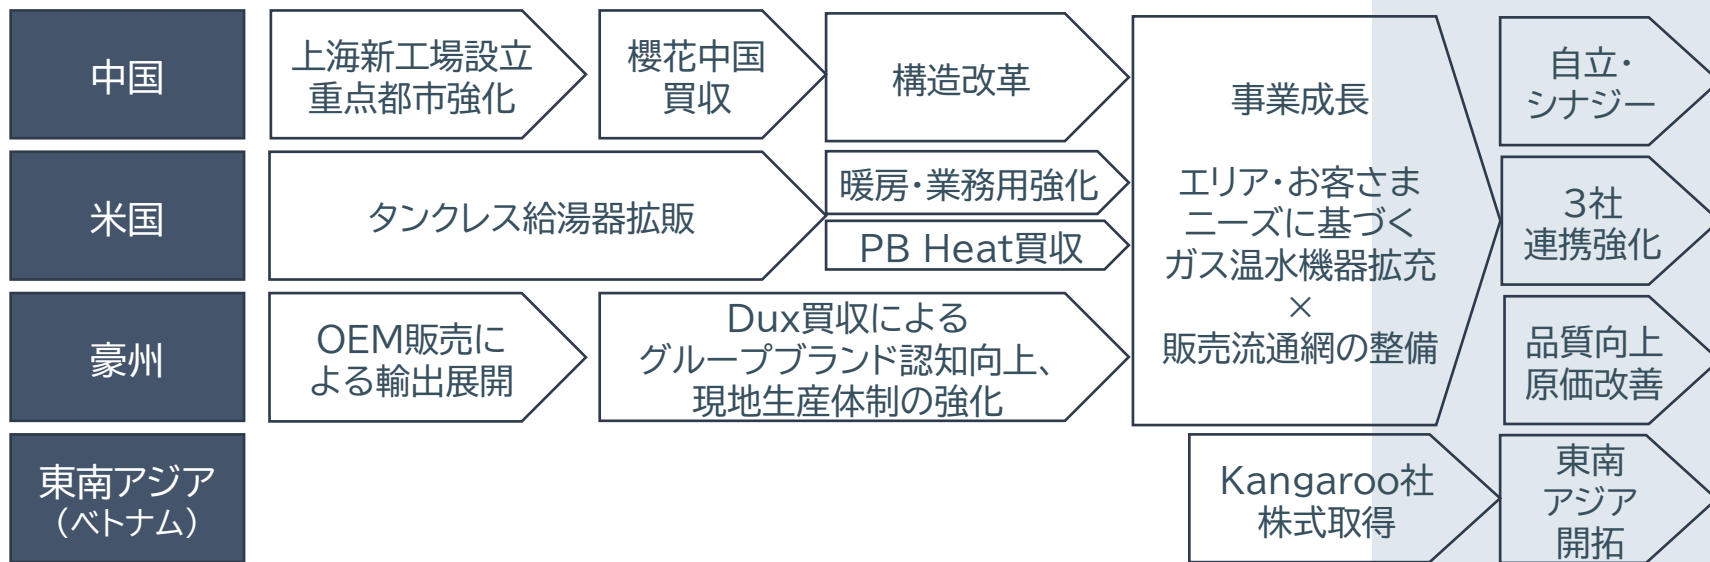 中国
上海新工場設立
重点都市強化
櫻花中国
買収
構造改革
事業成長
エリア・お客さま
ニーズに基づく
ガス温水機器拡充
×
販売流通網の整備
自立・
シナジー
米国
タンクレス給湯器拡販
暖房・業務用強化
PB Heat買収
3社
連携強化
豪州
OEM販売に
よる輸出展開
Dux買収による
グループブランド認知向上、
現地生産体制の強化
品質向上
原価改善
東南アジア
（ベトナム）
Kangaroo社
株式取得
東南
アジア
開拓